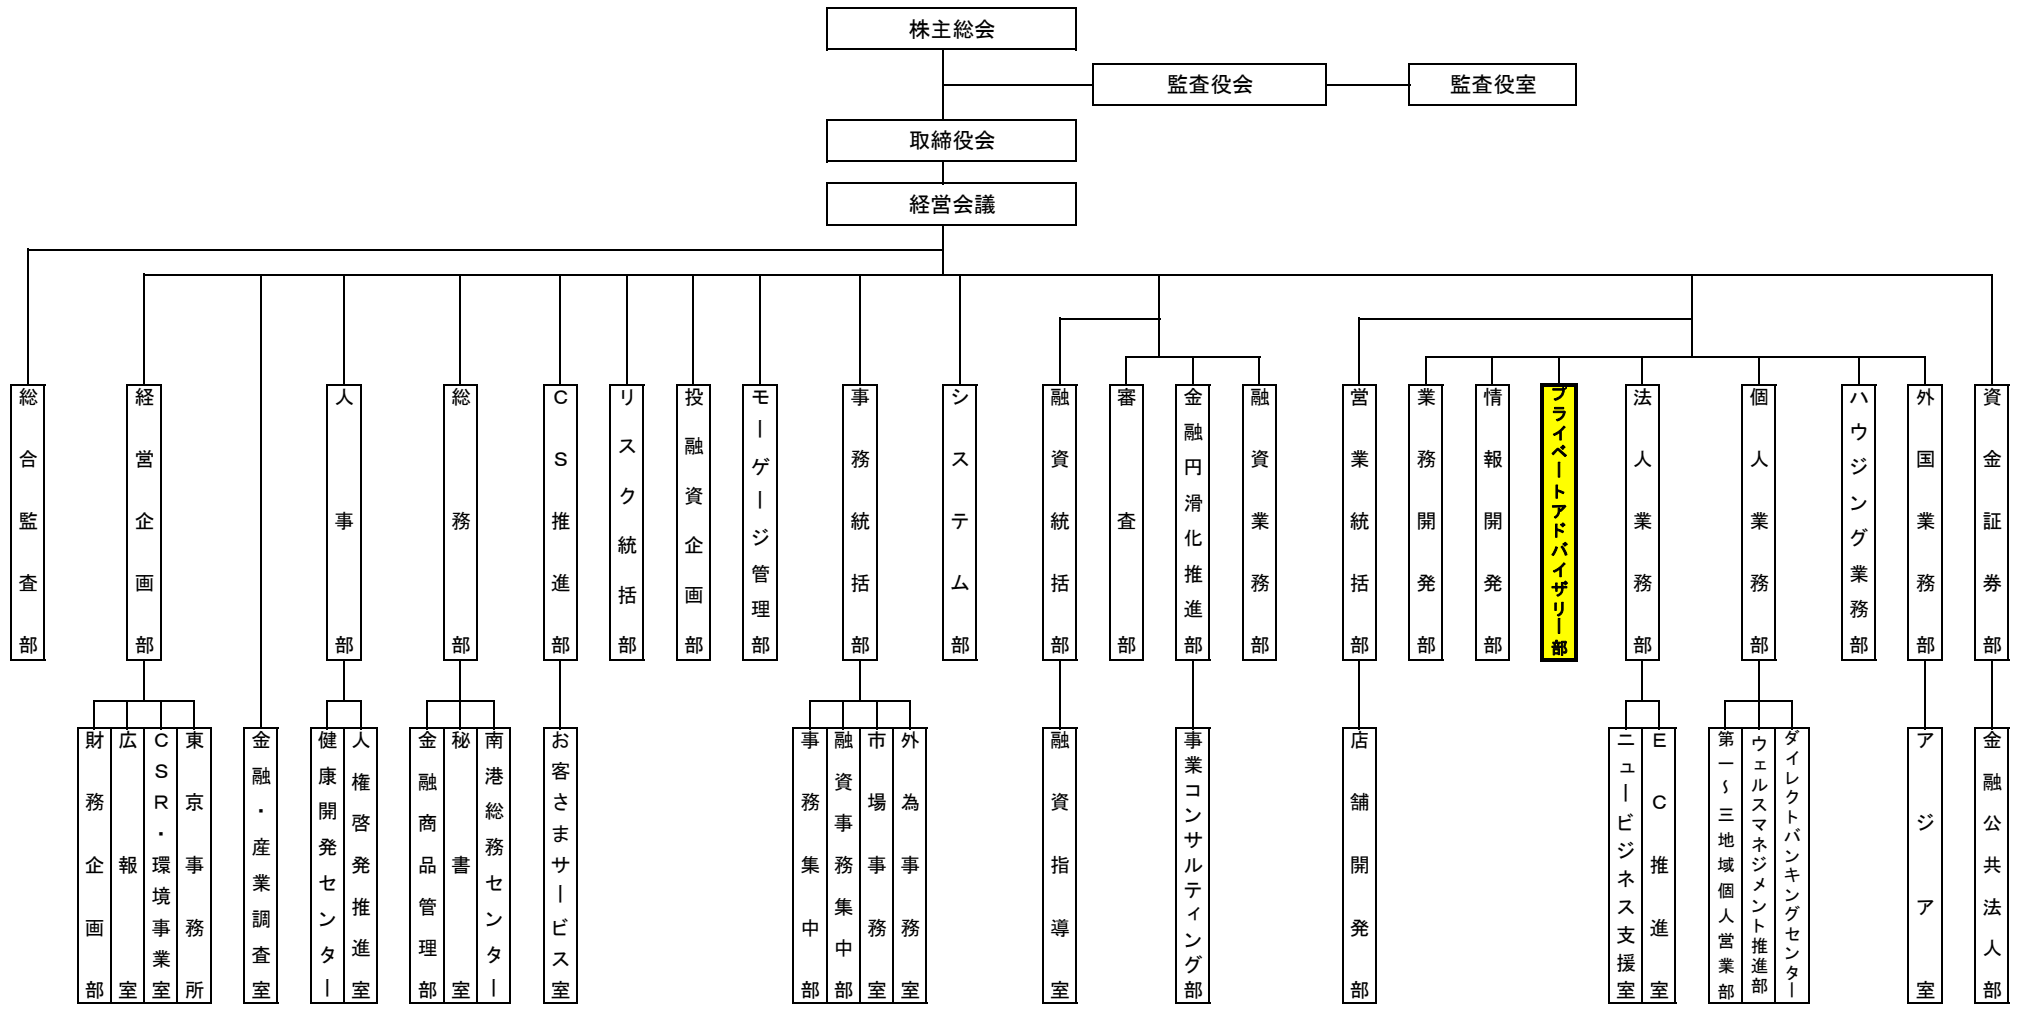 株主総会
監査役会
監査役室
取締役会
経営会議
総合監査部
経営企画部
人事部
総務部
CS推進部
リスク統括部
投融資企画部
モーゲージ管理部
事務統括部
システム部
融資統括部
審査部
金融円滑化推進部
融資業務部
営業統括部
業務開発部
情報開発部
プライベートアドバイザリー部
法人業務部
個人業務部
ハウジング業務部
外国業務部
資金証券部
財務企画部
広報室
CSR・環境事業室
東京事務所
金融・産業調査室
健康開発センター
人権啓発推進室
金融商品管理部
秘書室
南港総務センター
お客さまサービス室
事務集中部
融資事務集中部
市場事務室
外為事務室
融資指導室
事業コンサルティング部
店舗開発部
ニュービジネス支援室
EC推進室
第一～三地域個人営業部
ウェルスマネジメント推進部
ダイレクトバンキングセンター
アジア室
金融公共法人部